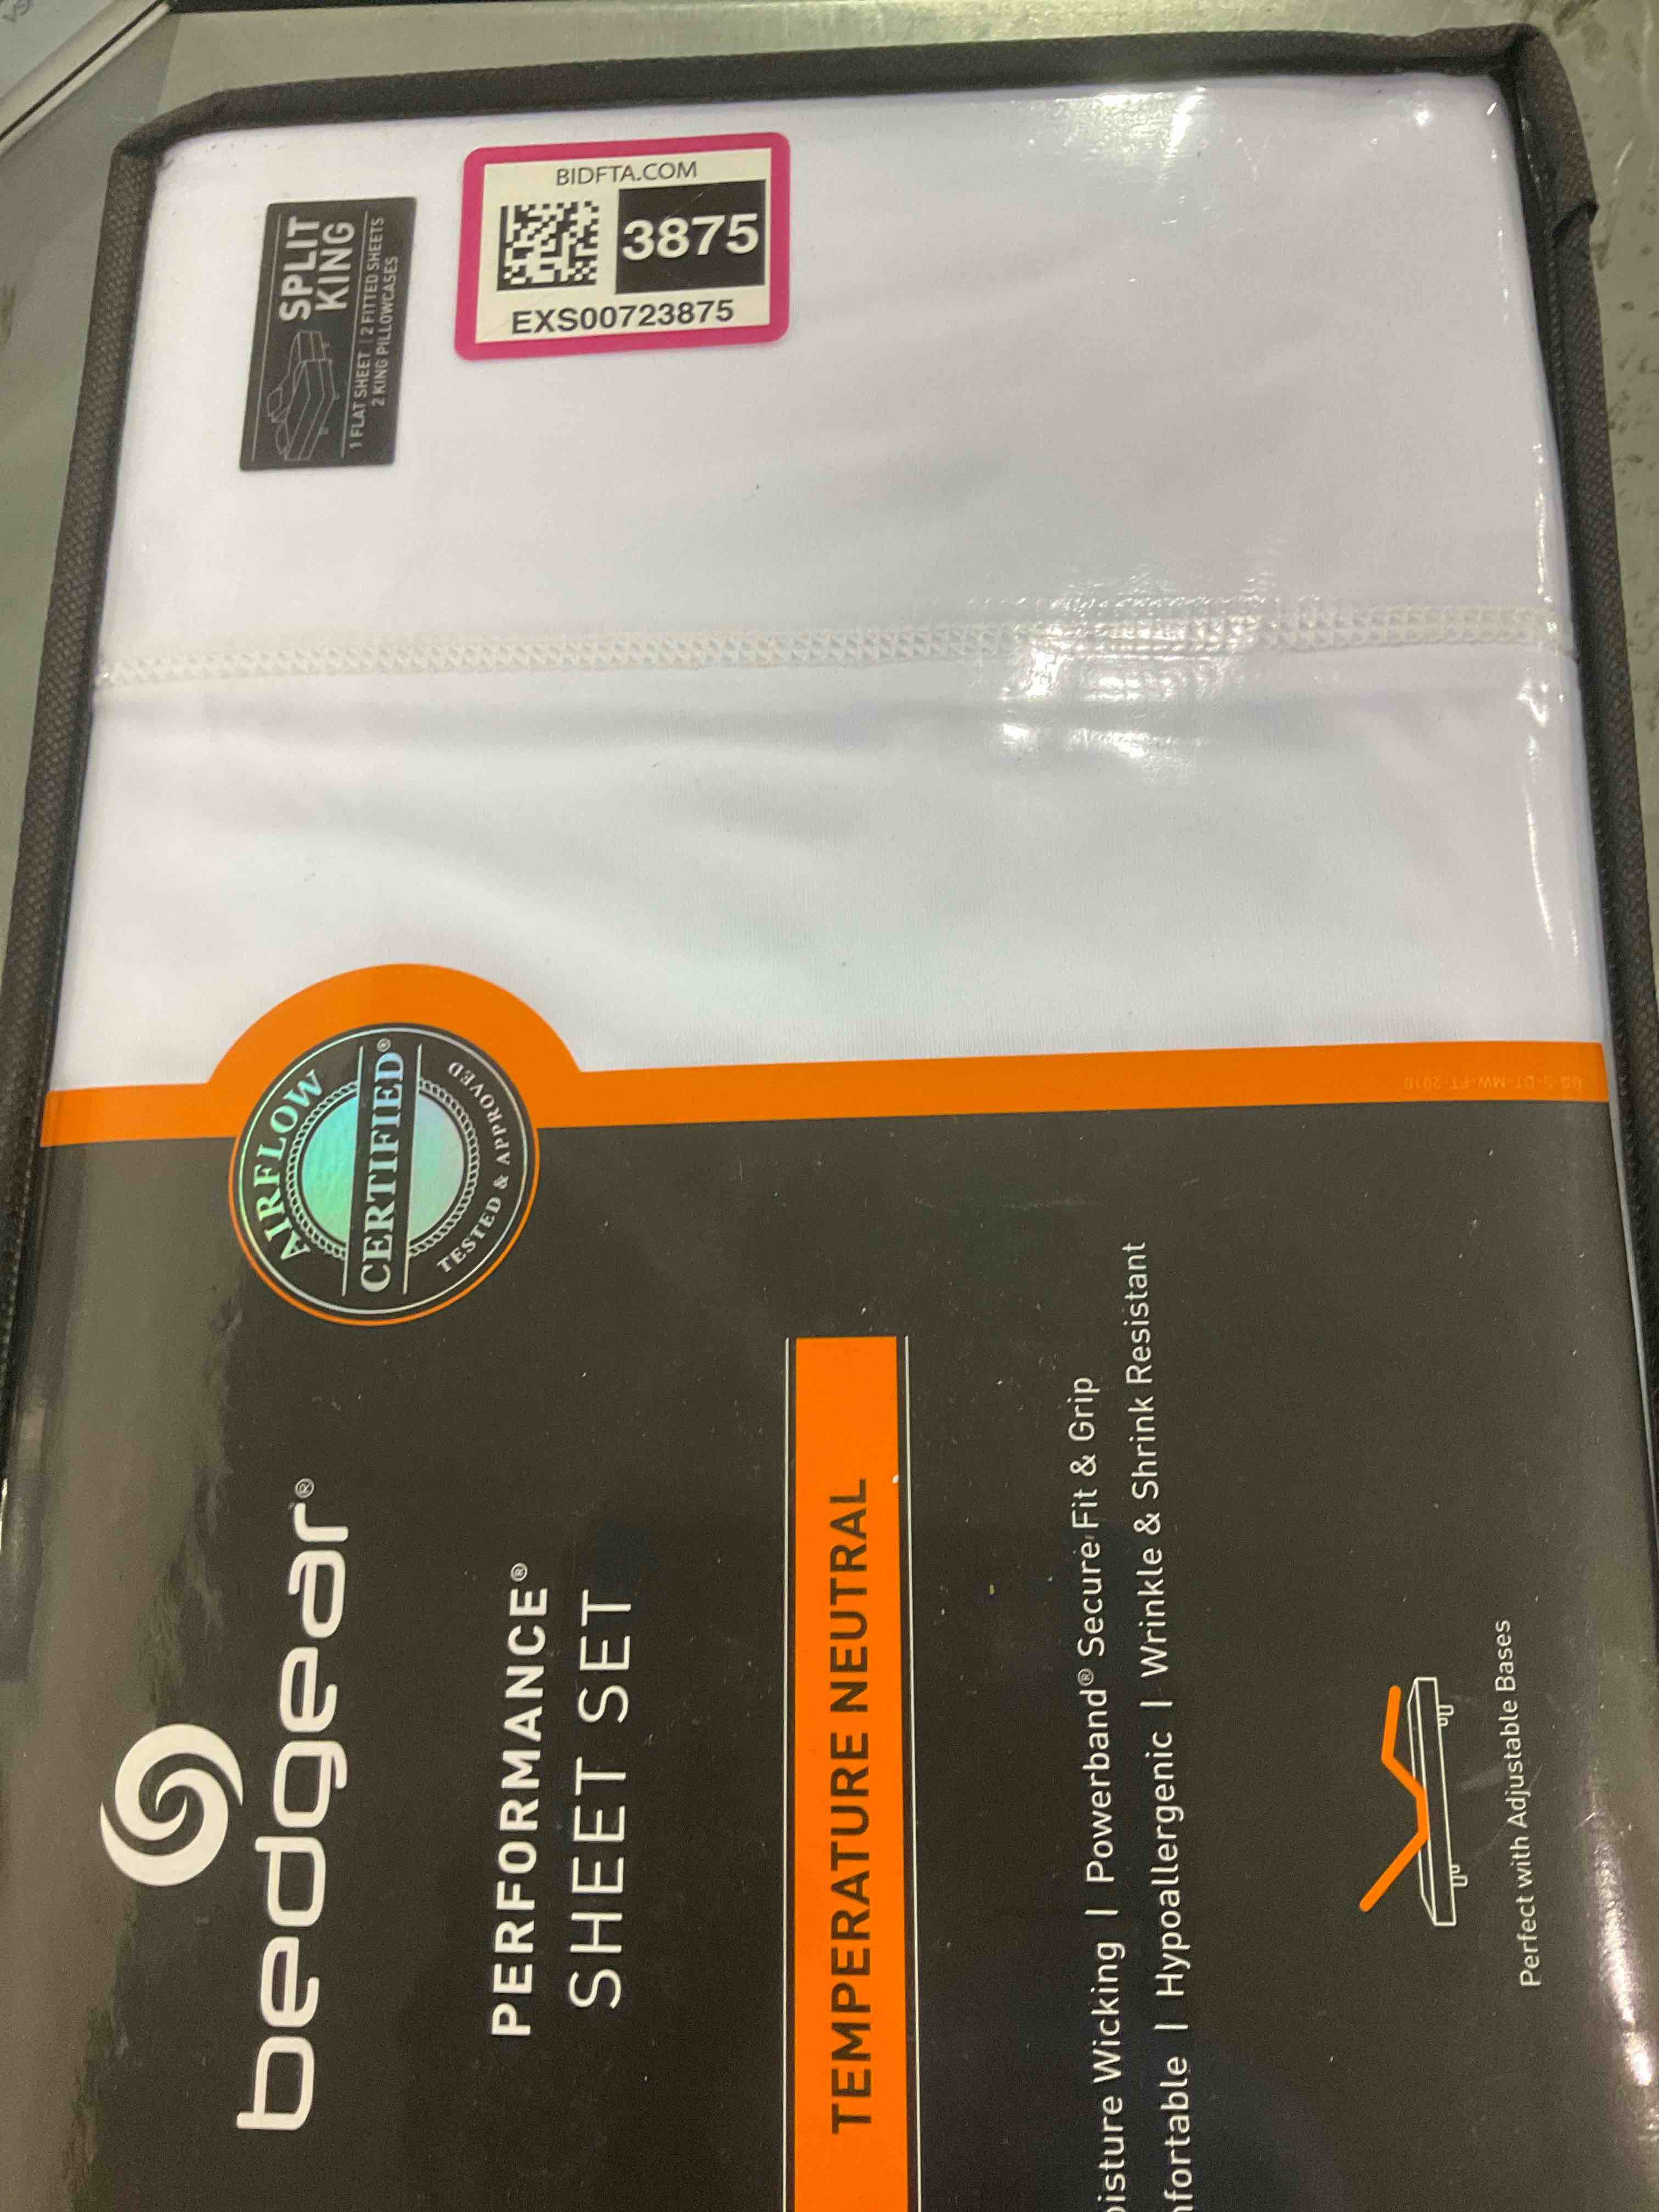 SPLIT
KING
1 FLAT SHEET | 2 FITTED SHEETS
2 KING PILLOWCASES
BIDFTA.COM
3875
EXS00723875
AIRFLOW
CERTIFIED®
TESTED & APPROVED
bedgear®
PERFORMANCE®
SHEET SET
TEMPERATURE NEUTRAL
oisture Wicking | Powerband® Secure Fit & Grip
nfortable | Hypoallergenic | Wrinkle & Shrink Resistant
Perfect with Adjustable Bases